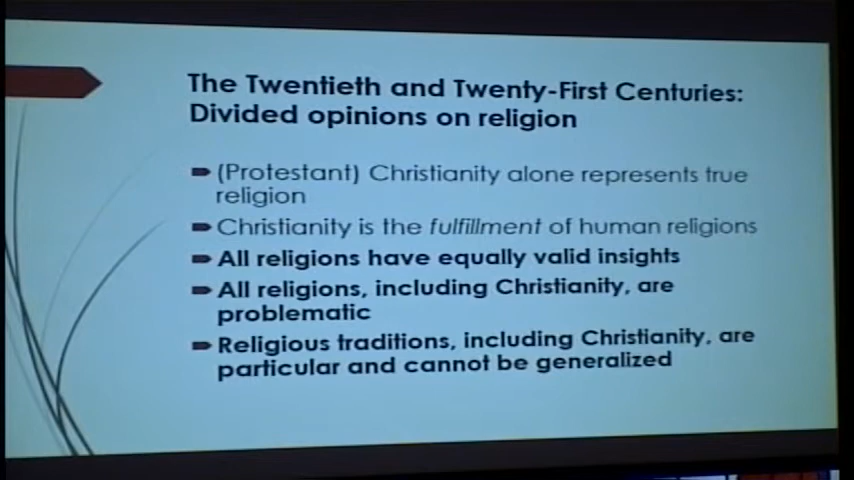 The Twentieth and Twenty-First Centuries:
Divided opinions on religion
(Protestant) Christianity alone represents true
religion
Christianity is the fulfillment of human religions
All religions have equally valid insights
All religions, including Christianity, are
problematic
Religious traditions, including Christianity, are
particular and cannot be generalized